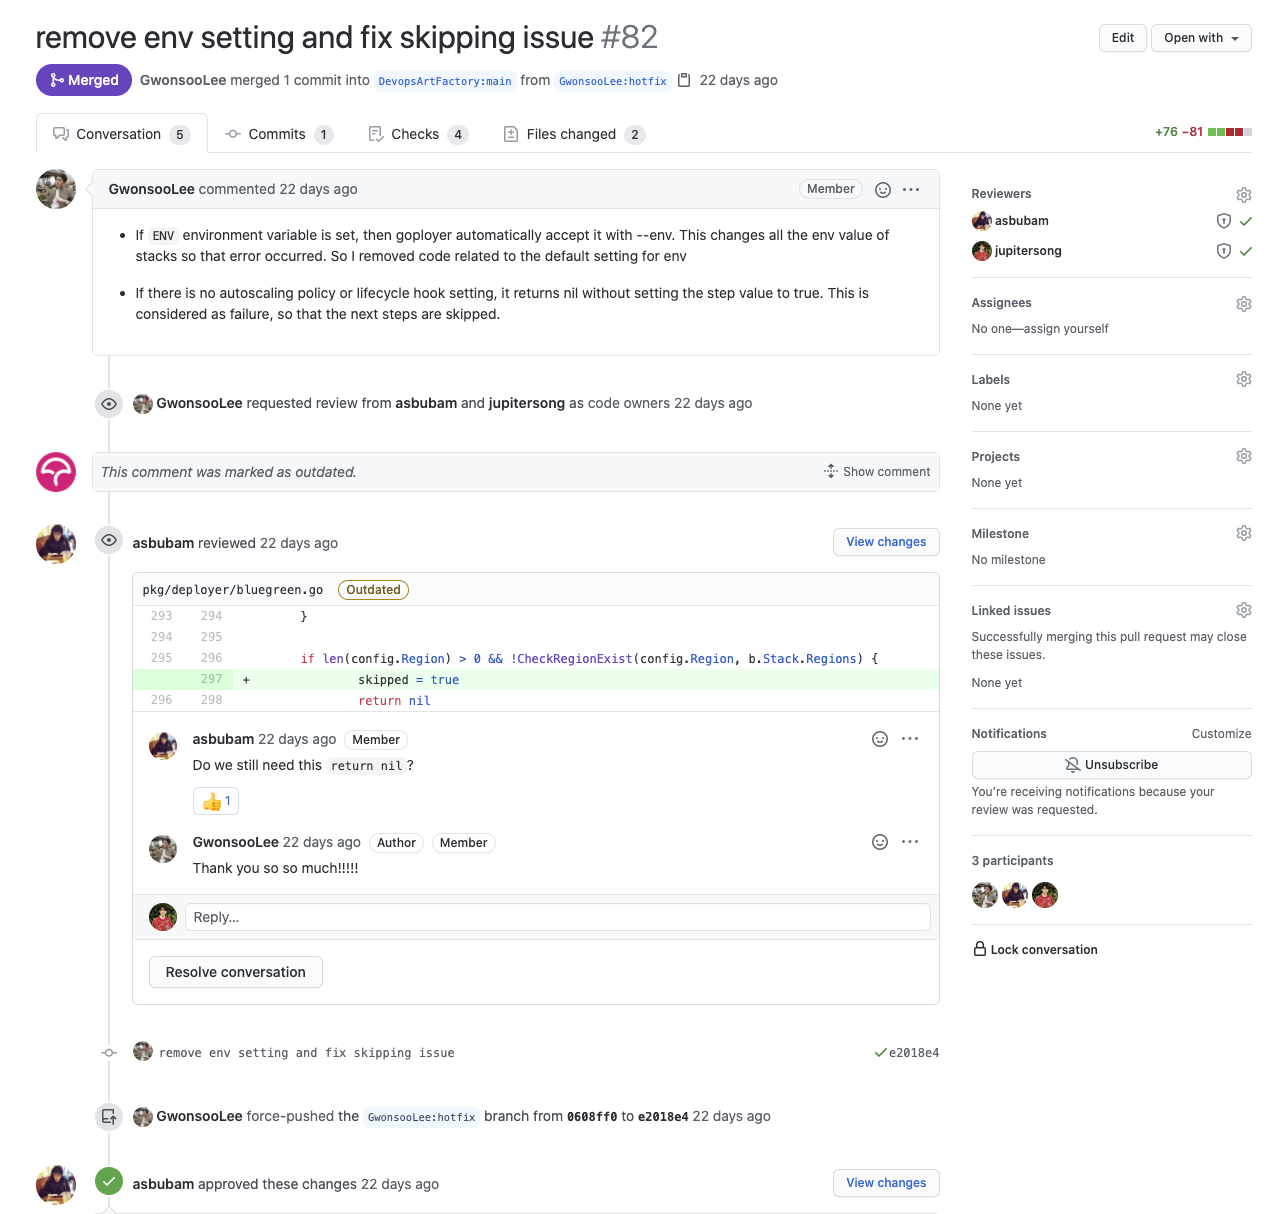 remove env setting and fix skipping issue #82
Edit
Open with
Merged
GwonsooLee merged 1 commit into DevopsArtFactory:main from GwonsooLee:hotfix 22 days ago
Conversation 5
Commits 1
Checks 4
Files changed 2
+76 −81
GwonsooLee commented 22 days ago
Member
If ENV environment variable is set, then goployer automatically accept it with --env. This changes all the env value of
stacks so that error occurred. So I removed code related to the default setting for env
If there is no autoscaling policy or lifecycle hook setting, it returns nil without setting the step value to true. This is
considered as failure, so that the next steps are skipped.
GwonsooLee requested review from asbubam and jupitersong as code owners 22 days ago
This comment was marked as outdated.
Show comment
asbubam reviewed 22 days ago
View changes
pkg/deployer/bluegreen.go Outdated
293 294 }
294 295
295 296 if len(config.Region) > 0 && !CheckRegionExist(config.Region, b.Stack.Regions) {
297 + skipped = true
296 298 return nil
asbubam 22 days ago Member
Do we still need this return nil ?
👍 1
GwonsooLee 22 days ago Author Member
Thank you so so much!!!!!
Reply...
Resolve conversation
remove env setting and fix skipping issue
e2018e4
GwonsooLee force-pushed the GwonsooLee:hotfix branch from 0608ff0 to e2018e4 22 days ago
asbubam approved these changes 22 days ago
View changes
Reviewers
asbubam
jupitersong
Assignees
No one—assign yourself
Labels
None yet
Projects
None yet
Milestone
No milestone
Linked issues
Successfully merging this pull request may close
these issues.
None yet
Notifications
Customize
Unsubscribe
You're receiving notifications because your
review was requested.
3 participants
Lock conversation